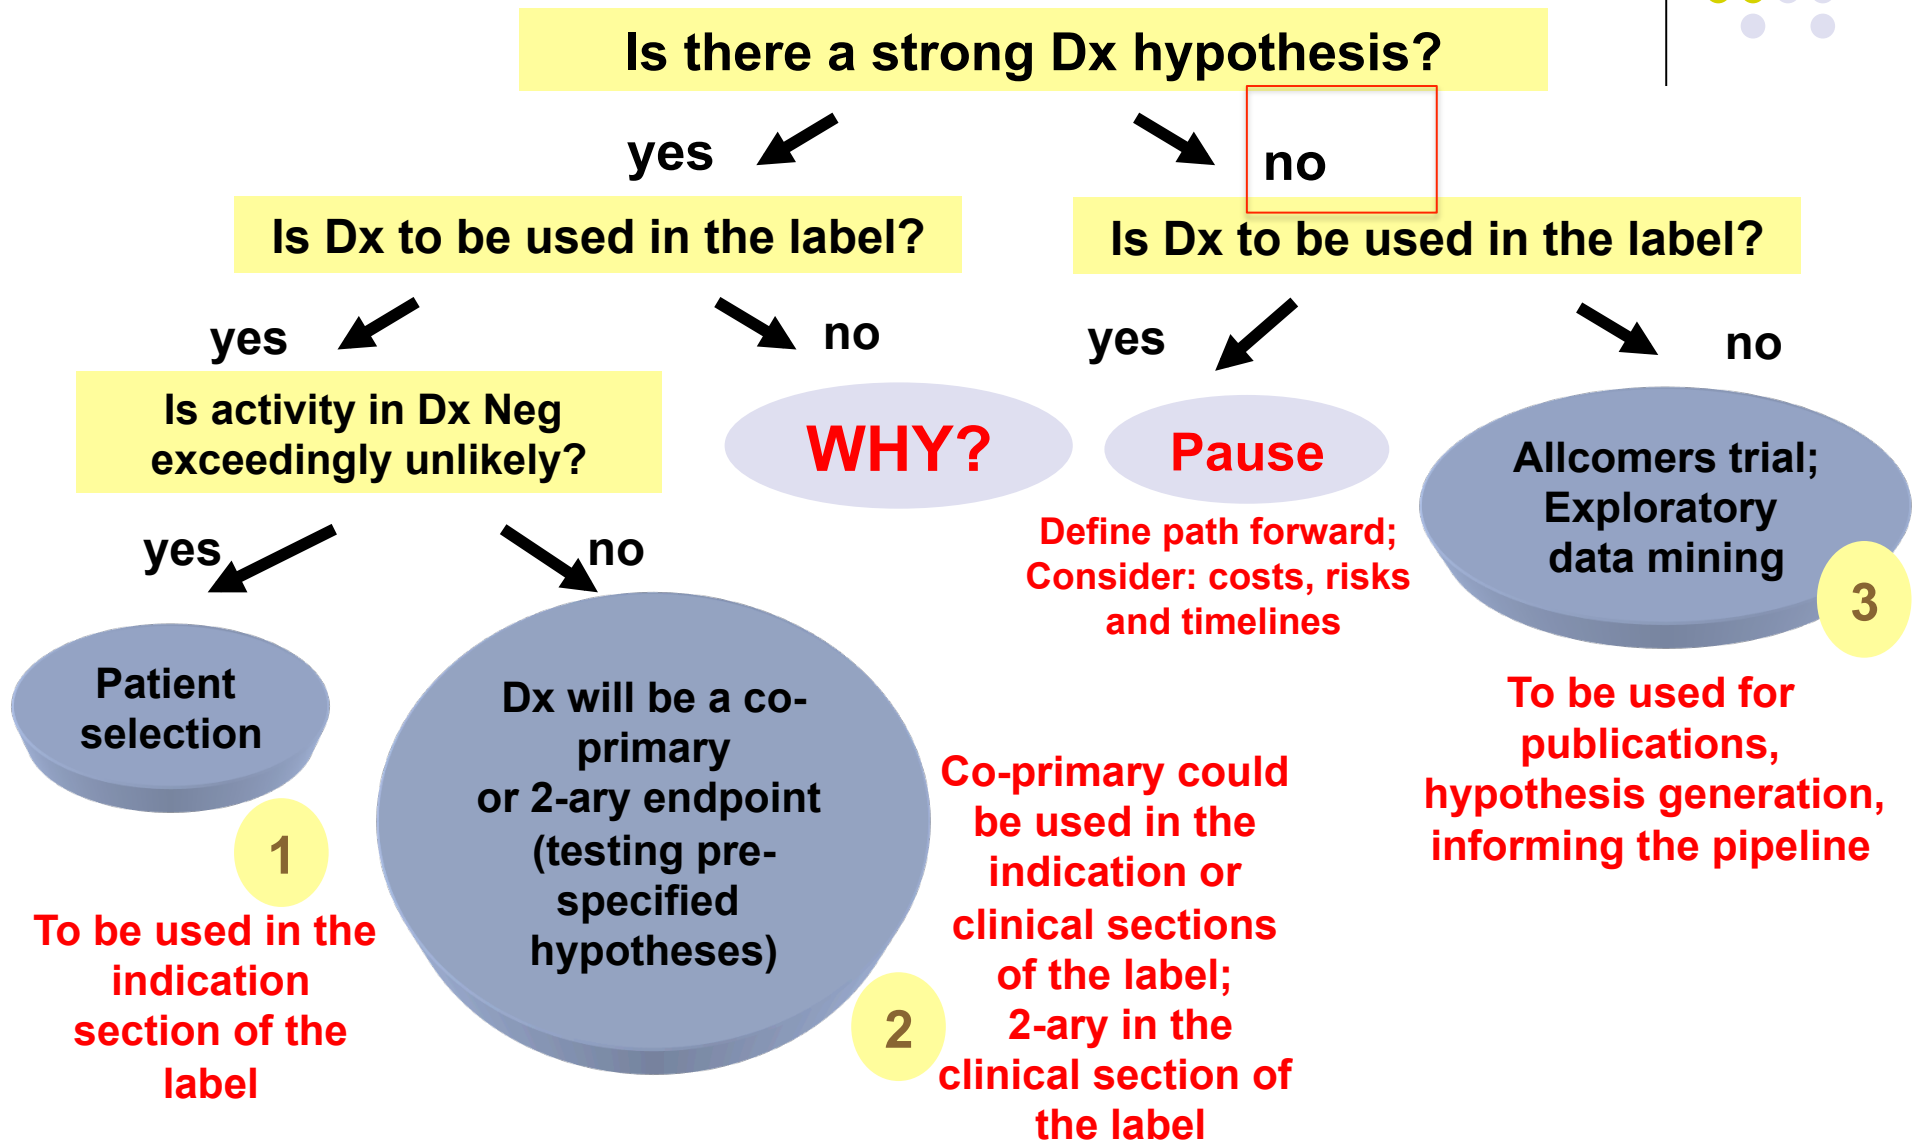 Is there a strong Dx hypothesis?
yes
no
Is Dx to be used in the label?
Is Dx to be used in the label?
yes
no
yes
no
Is activity in Dx Neg
exceedingly unlikely?
WHY?
Pause
Allcomers trial;
Exploratory
data mining
3
yes
no
Define path forward;
Consider: costs, risks
and timelines
Patient
selection
1
To be used in the
indication
section of the
label
Dx will be a co-
primary
or 2-ary endpoint
(testing pre-
specified
hypotheses)
2
Co-primary could
be used in the
indication or
clinical sections
of the label;
2-ary in the
clinical section of
the label
To be used for
publications,
hypothesis generation,
informing the pipeline